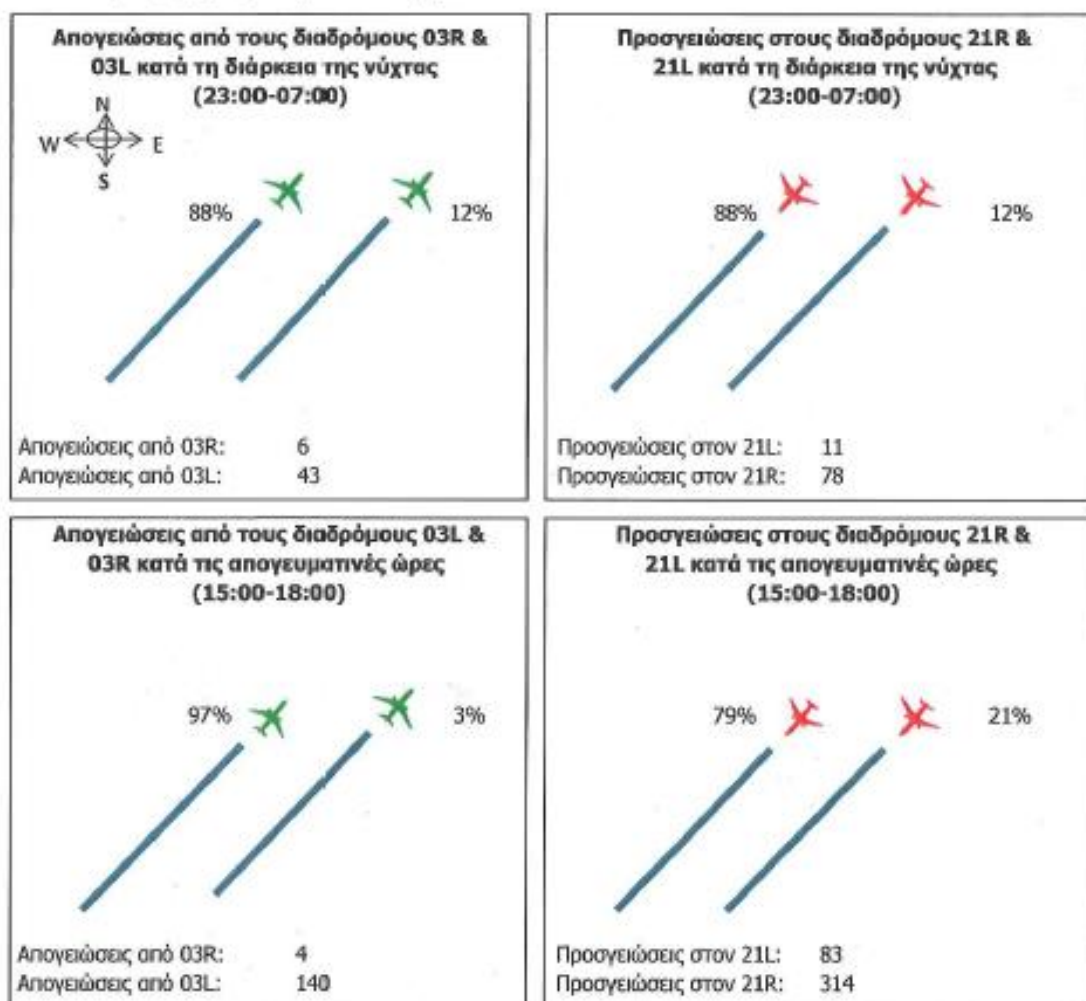 Απογειώσεις από τους διαδρόμους 03R &
03L κατά τη διάρκεια της νύχτας
(23:00-07:00)
N
W E
S
88% 12%
Απογειώσεις από 03R: 6
Απογειώσεις από 03L: 43
Προσγειώσεις στους διαδρόμους 21R &
21L κατά τη διάρκεια της νύχτας
(23:00-07:00)
88% 12%
Προσγειώσεις στον 21L: 11
Προσγειώσεις στον 21R: 78
Απογειώσεις από τους διαδρόμους 03L &
03R κατά τις απογευματινές ώρες
(15:00-18:00)
97% 3%
Απογειώσεις από 03R: 4
Απογειώσεις από 03L: 140
Προσγειώσεις στους διαδρόμους 21R &
21L κατά τις απογευματινές ώρες
(15:00-18:00)
79% 21%
Προσγειώσεις στον 21L: 83
Προσγειώσεις στον 21R: 314